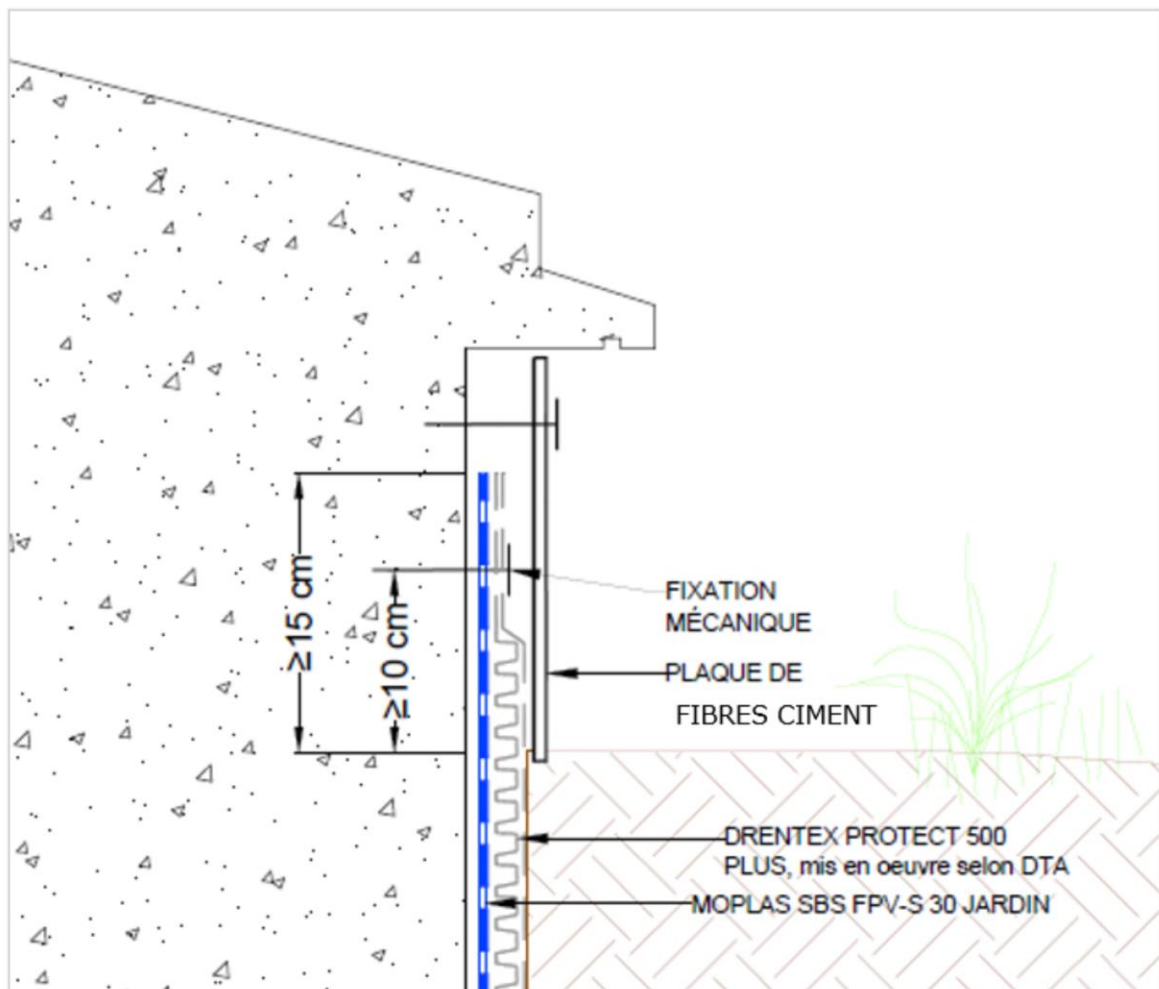 ≥15 cm
≥10 cm
FIXATION
MÉCANIQUE
PLAQUE DE
FIBRES CIMENT
DRENTEX PROTECT 500
PLUS, mis en oeuvre selon DTA
MOPLAS SBS FPV-S 30 JARDIN